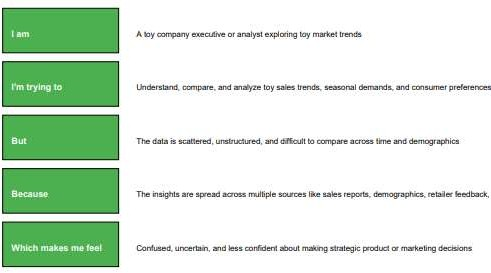 I am
A toy company executive or analyst exploring toy market trends
I'm trying to
Understand, compare, and analyze toy sales trends, seasonal demands, and consumer preferences
But
The data is scattered, unstructured, and difficult to compare across time and demographics
Because
The insights are spread across multiple sources like sales reports, demographics, retailer feedback,
Which makes me feel
Confused, uncertain, and less confident about making strategic product or marketing decisions